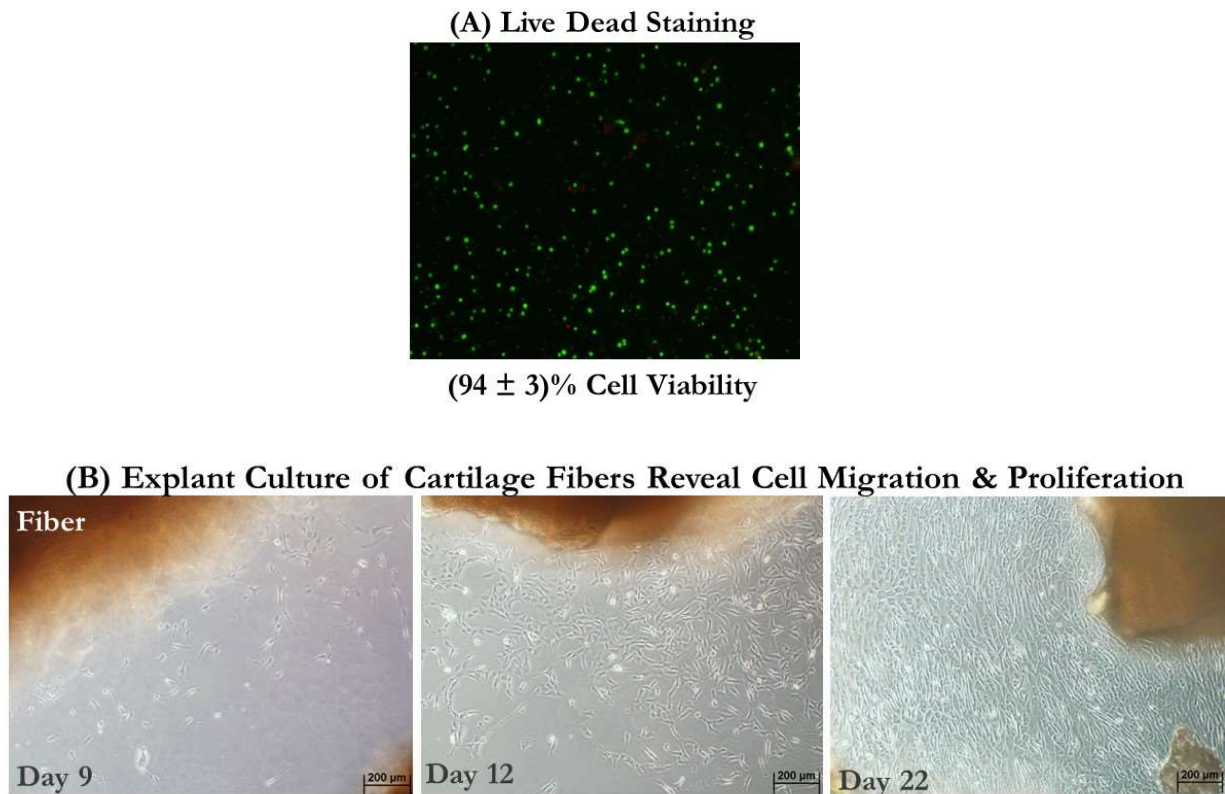 (A) Live Dead Staining
(94 ± 3)% Cell Viability
(B) Explant Culture of Cartilage Fibers Reveal Cell Migration & Proliferation
Fiber
Day 9
200 µm
Day 12
200 µm
Day 22
200 µm